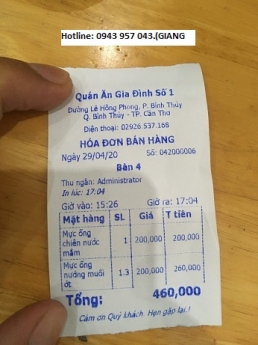 Hotline: 0943 957 043.(GIANG
Quán Ăn Gia Đình Số 1
Đường Lê Hồng Phong, P. Bình Thủy
Q. Bình Thủy - TP. Cần Thơ
Điện thoại: 02926 537.168
HÓA ĐƠN BÁN HÀNG
Ngày 29/04/20 Số: 042000006
Bàn 4
Thu ngân: Administrator
In lúc: 17:04
Giờ vào: 15:26 Giờ ra: 17:04
Mặt hàng SL Giá T tiền
Mực ống
chiên nước 1 200,000 200,000
mắm
Mực ống
nướng muối 1.3 200,000 260,000
ớt
Tổng: 460,000
Cảm ơn Quý khách. Hẹn gặp lại!